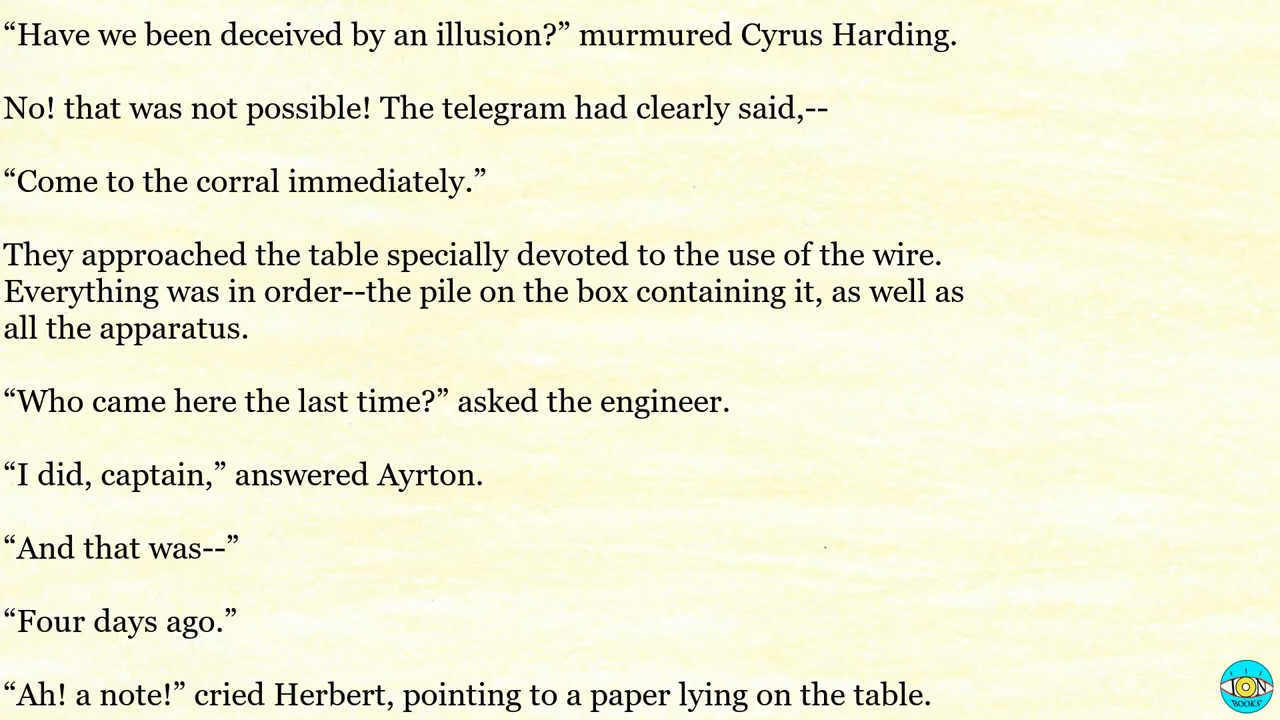 “Have we been deceived by an illusion?” murmured Cyrus Harding.
No! that was not possible! The telegram had clearly said,--
“Come to the corral immediately.”
They approached the table specially devoted to the use of the wire.
Everything was in order--the pile on the box containing it, as well as
all the apparatus.
“Who came here the last time?” asked the engineer.
“I did, captain,” answered Ayrton.
“And that was--”
“Four days ago.”
“Ah! a note!” cried Herbert, pointing to a paper lying on the table.
ION
BOOKS